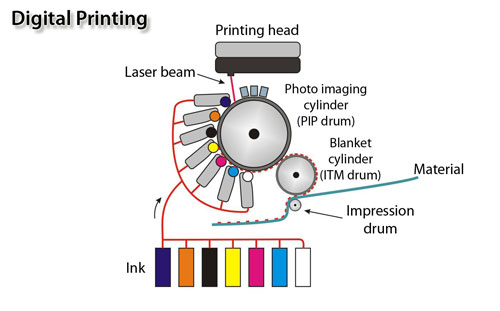 Digital Printing
Printing head
Laser beam
Photo imaging
cylinder
(PIP drum)
Blanket
cylinder
(ITM drum)
Material
Impression
drum
Ink